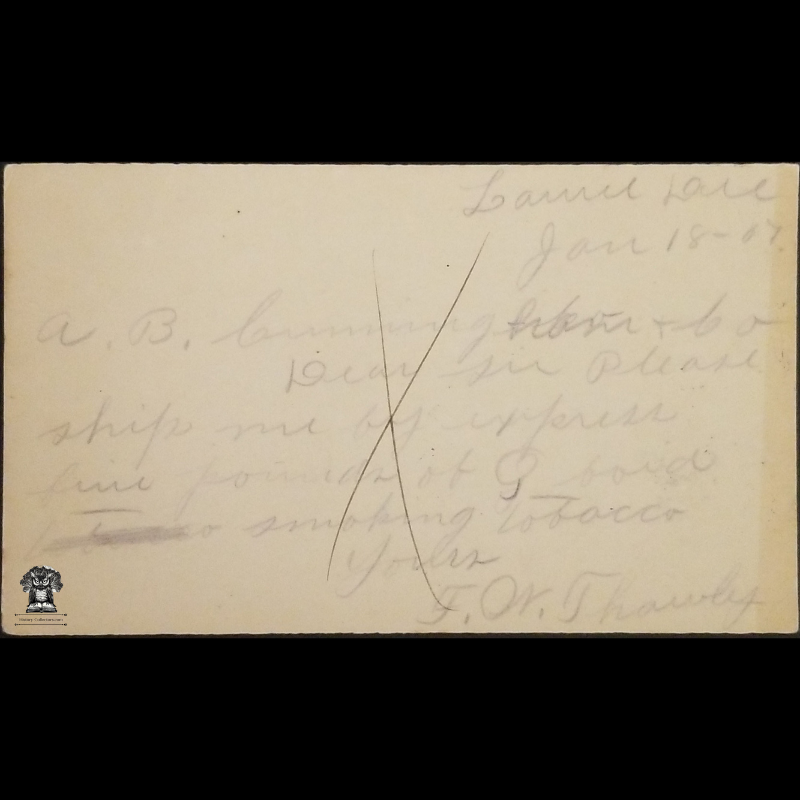 Laurel Del
Jan 18-07.
A. B. Cunningham & Co
Dear Sir Please
ship me by express
five pounds of G
smoking tobacco
Yours
F. W. Thawley